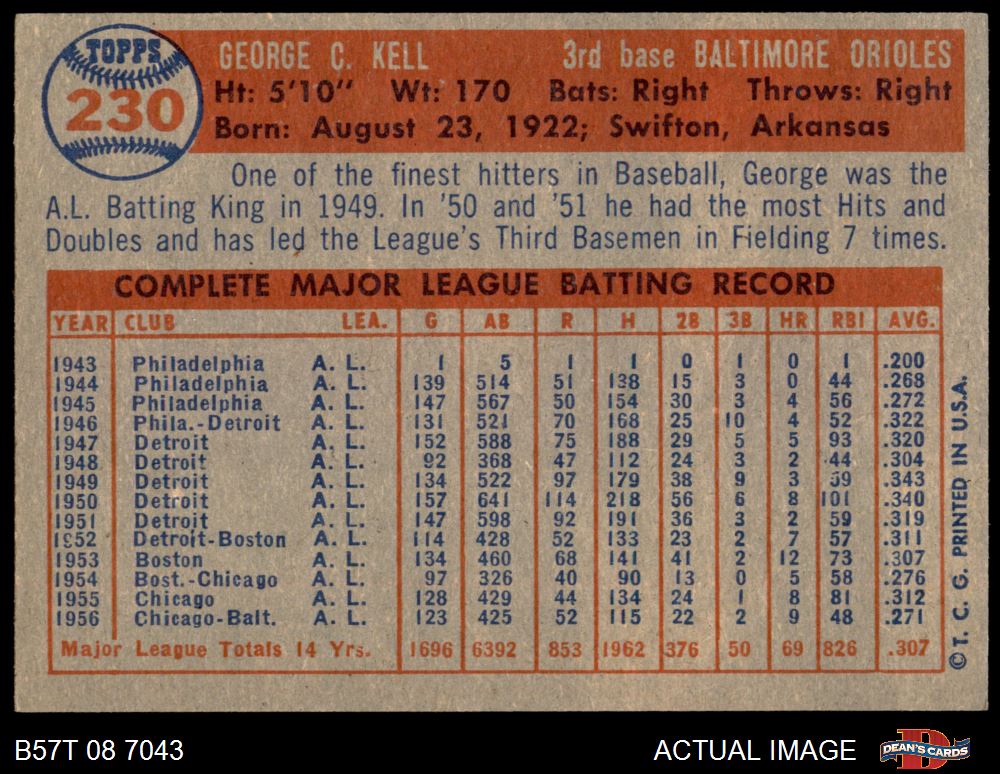 TOPPS
230
GEORGE C. KELL 3rd base BALTIMORE ORIOLES
Ht: 5'10" Wt: 170 Bats: Right Throws: Right
Born: August 23, 1922; Swifton, Arkansas
One of the finest hitters in Baseball, George was the
A.L. Batting King in 1949. In '50 and '51 he had the most Hits and
Doubles and has led the League's Third Basemen in Fielding 7 times.
COMPLETE MAJOR LEAGUE BATTING RECORD
YEAR CLUB LEA. G AB R H 2B 3B HR RBI AVG.
1943 Philadelphia A. L. 1 5 1 1 0 1 0 1 .200
1944 Philadelphia A. L. 139 514 51 138 15 3 0 44 .268
1945 Philadelphia A. L. 147 567 50 154 30 3 4 56 .272
1946 Phila.-Detroit A. L. 131 521 70 168 25 10 4 52 .322
1947 Detroit A. L. 152 588 75 188 29 5 5 93 .320
1948 Detroit A. L. 92 368 47 112 24 3 2 44 .304
1949 Detroit A. L. 134 522 97 179 38 9 3 59 .343
1950 Detroit A. L. 157 641 114 218 56 6 8 101 .340
1951 Detroit A. L. 147 598 92 191 36 3 2 59 .319
1952 Detroit-Boston A. L. 114 428 52 133 23 2 7 57 .311
1953 Boston A. L. 134 460 68 141 41 2 12 73 .307
1954 Bost.-Chicago A. L. 97 326 40 90 13 0 5 58 .276
1955 Chicago A. L. 128 429 44 134 24 1 8 81 .312
1956 Chicago-Balt. A. L. 123 425 52 115 22 2 9 48 .271
Major League Totals 14 Yrs. 1696 6392 853 1962 376 50 69 826 .307
© T. C. G. PRINTED IN U.S.A.
B57T 08 7043 ACTUAL IMAGE DEAN'S CARDS